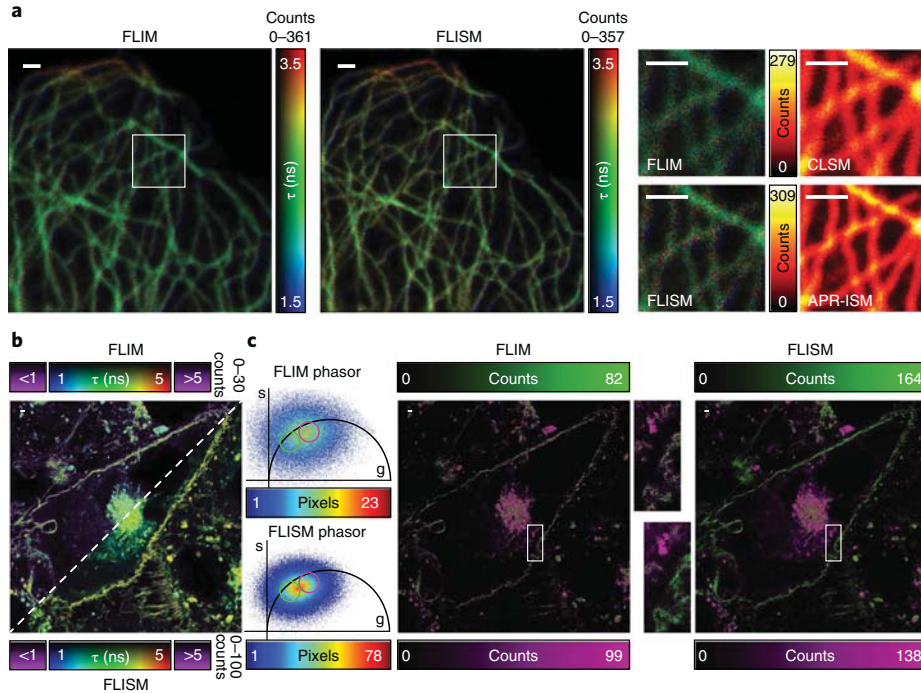 a
FLIM
Counts
0–361
FLISM
Counts
0–357
3.5
τ (ns)
1.5
3.5
τ (ns)
1.5
FLIM
279
Counts
0
CLSM
FLISM
309
Counts
0
APR-ISM
b
FLIM
<1
1
τ (ns)
5
>5
0–30
counts
<1
1
τ (ns)
5
>5
0–100
counts
FLISM
c
FLIM phasor
s
g
1
Pixels
23
FLISM phasor
s
g
1
Pixels
78
FLIM
0
Counts
82
0
Counts
99
FLISM
0
Counts
164
0
Counts
138